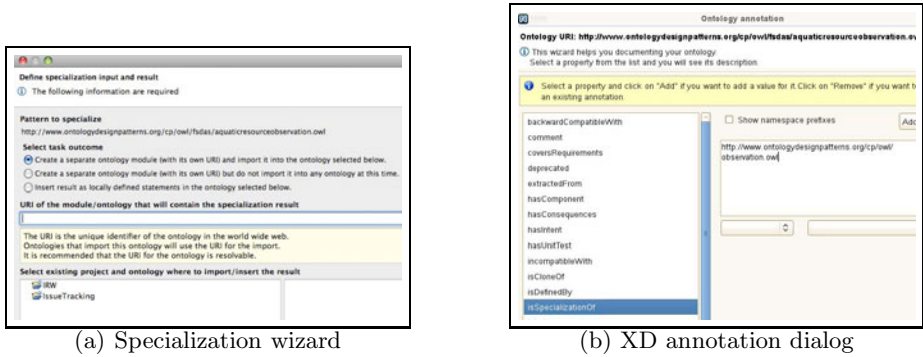 Define specialization input and result
The following information are required
Pattern to specialize
http://www.ontologydesignpatterns.org/cp/owl/fsdas/aquaticresourceobservation.owl
Select task outcome
Create a separate ontology module (with its own URI) and import it into the ontology selected below.
Create a separate ontology module (with its own URI) but do not import it into any ontology at this time.
Insert result as locally defined statements in the ontology selected below.
URI of the module/ontology that will contain the specialization result
The URI is the unique identifier of the ontology in the world wide web.
Ontologies that import this ontology will use the URI for the import.
It is recommended that the URI for the ontology is resolvable.
Select existing project and ontology where to import/insert the result
IRW
IssueTracking
(a) Specialization wizard
Ontology annotation
Ontology URI: http://www.ontologydesignpatterns.org/cp/owl/fsdas/aquaticresourceobservation.ow
This wizard helps you documenting your ontology.
Select a property from the list and you will see its description
Select a property and click on "Add" if you want to add a value for it.Click on "Remove" if you want t
an existing annotation.
backwardCompatibleWith
comment
coversRequirements
deprecated
extractedFrom
hasComponent
hasConsequences
hasIntent
hasUnitTest
incompatibleWith
isCloneOf
isDefinedBy
isSpecializationOf
Show namespace prefixes
Add
http://www.ontologydesignpatterns.org/cp/owl/
observation.owl
(b) XD annotation dialog